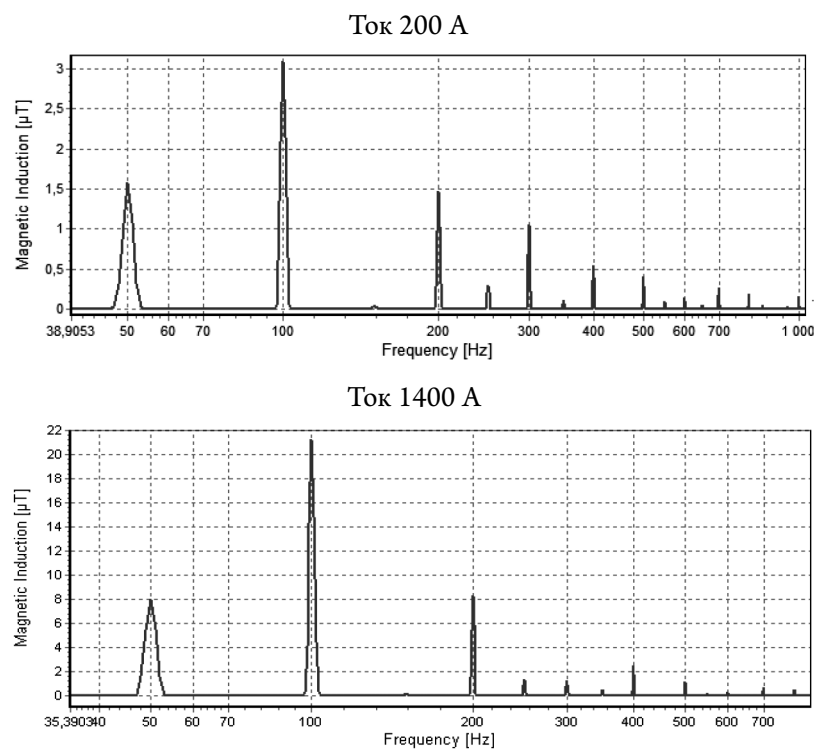 Ток 200 А
3
2,5
2
1,5
1
0,5
0
Magnetic Induction [µT]
38,9053 50 60 70 100 200 300 400 500 600 700 1 000
Frequency [Hz]
Ток 1400 А
22
20
18
16
14
12
10
8
6
4
2
0
Magnetic Induction [µT]
35,3903 40 50 60 70 100 200 300 400 500 600 700
Frequency [Hz]